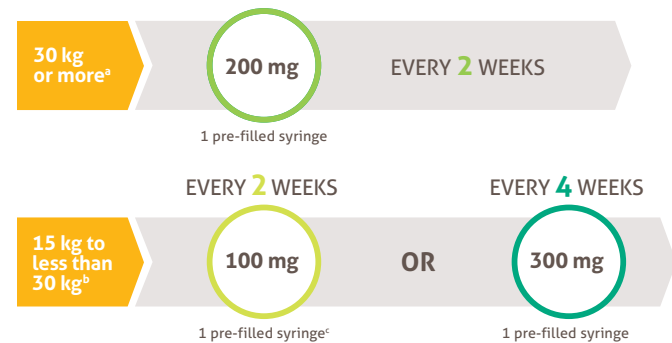 30 kg
or moreᵃ
200 mg
EVERY 2 WEEKS
1 pre-filled syringe
EVERY 2 WEEKS
EVERY 4 WEEKS
15 kg to
less than
30 kgᵇ
100 mg
OR
300 mg
1 pre-filled syringeᶜ
1 pre-filled syringe